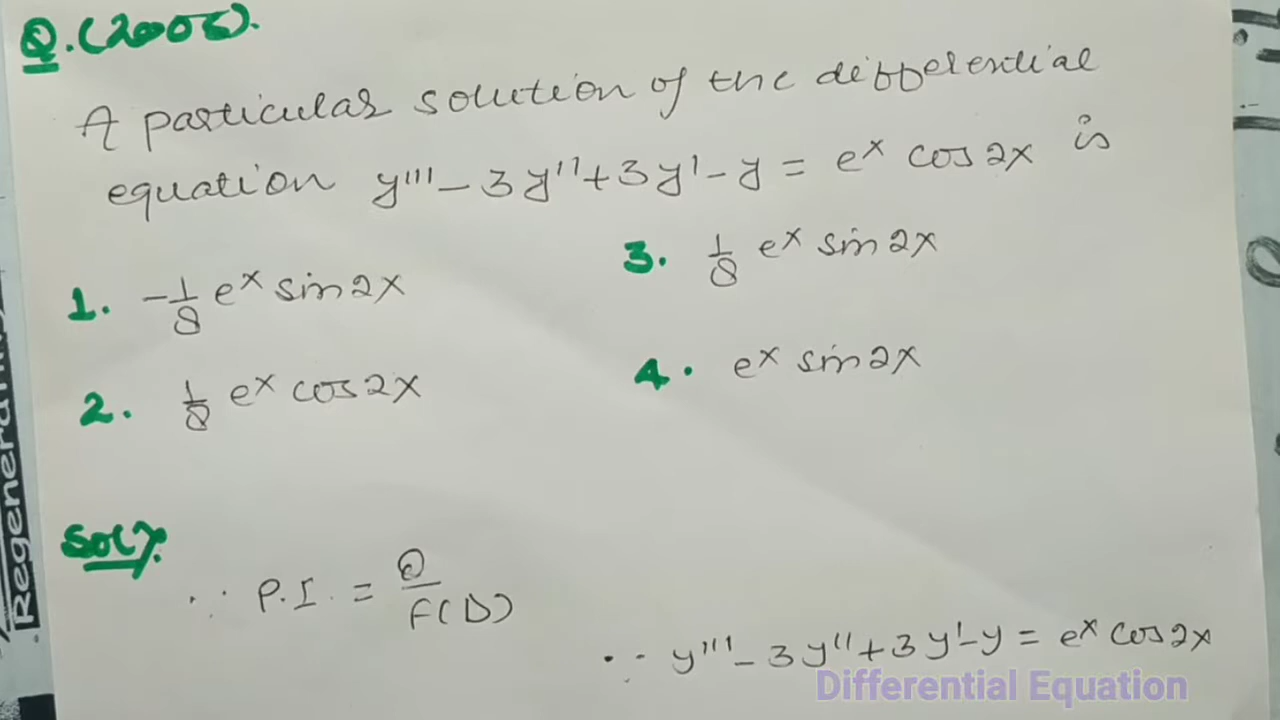 Q. (2006).
A particular solution of the differential
equation y''' - 3y'' + 3y' - y = e^x cos 2x is
1. -1/8 e^x sin 2x
3. 1/8 e^x sin 2x
2. 1/8 e^x cos 2x
4. e^x sin 2x
Sol^n:
∵ P.I. = Q/F(D)
∵ y''' - 3y'' + 3y' - y = e^x cos 2x
Differential Equation
Regenera